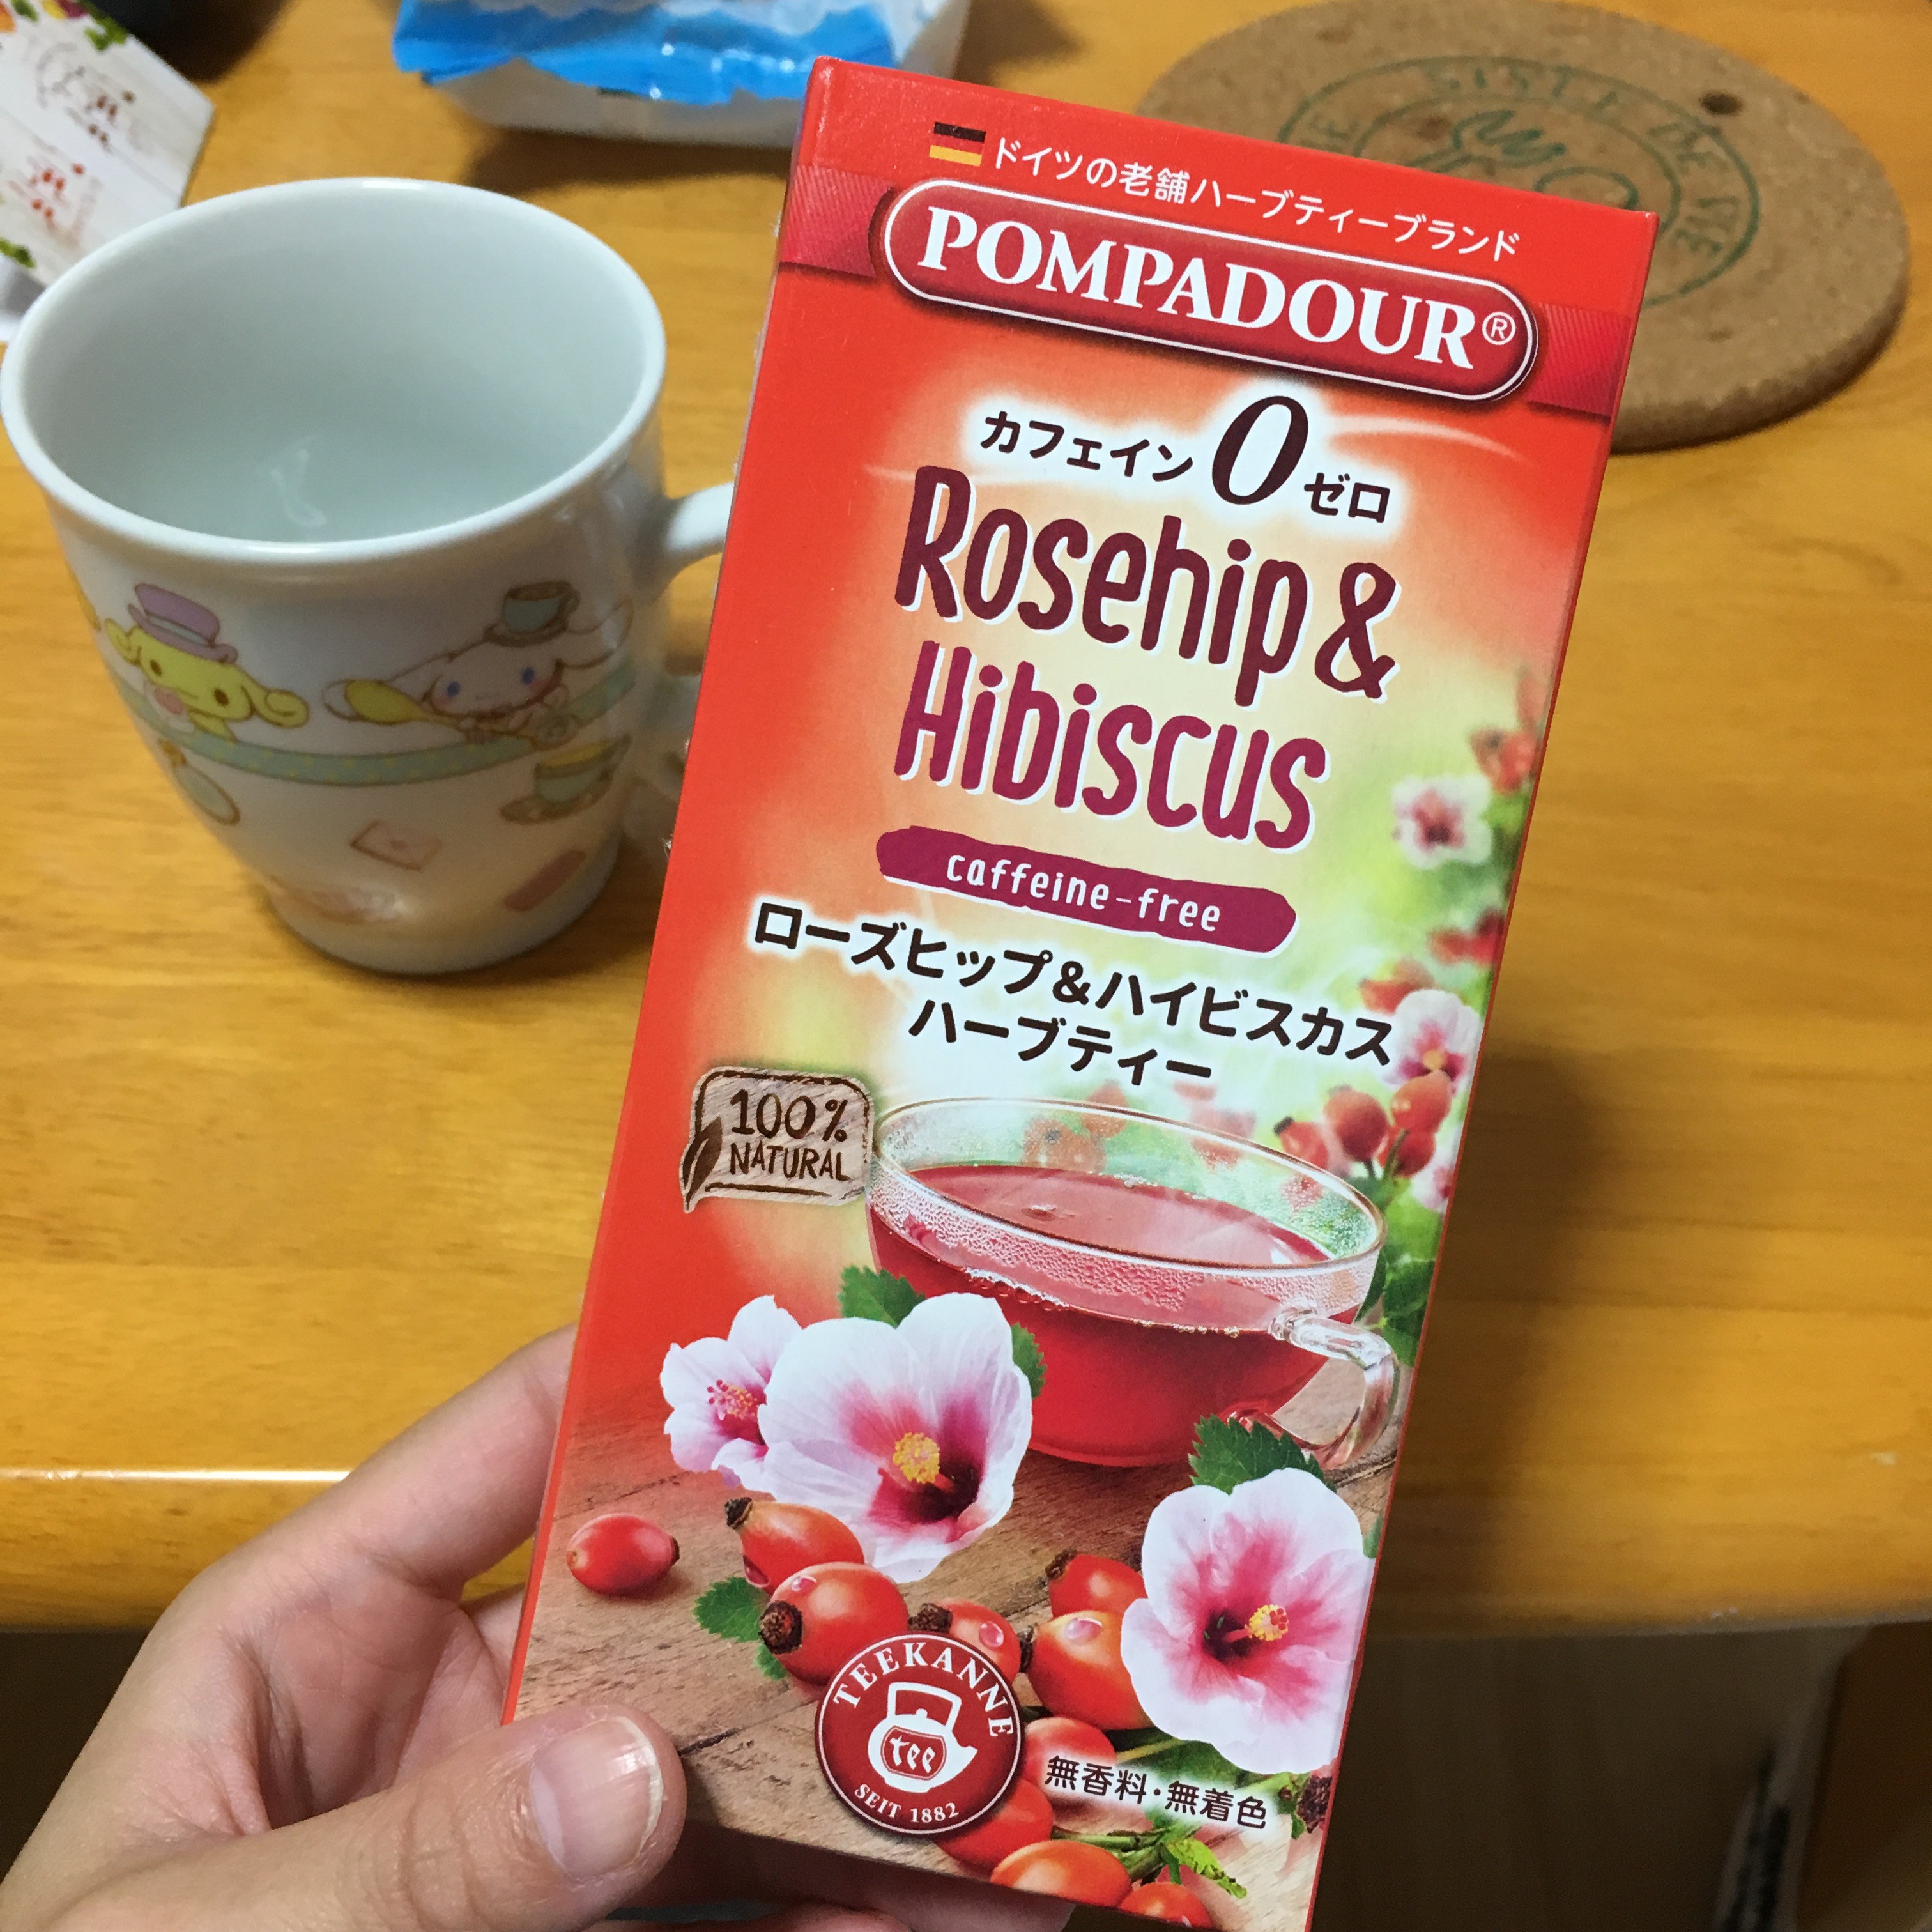 ドイツの老舗ハーブティーブランド
POMPADOUR®
カフェイン0ゼロ
Rosehip &
Hibiscus
caffeine-free
ローズヒップ&ハイビスカス
ハーブティー
100%
NATURAL
TEEKANNE
tee
SEIT 1882
無香料・無着色